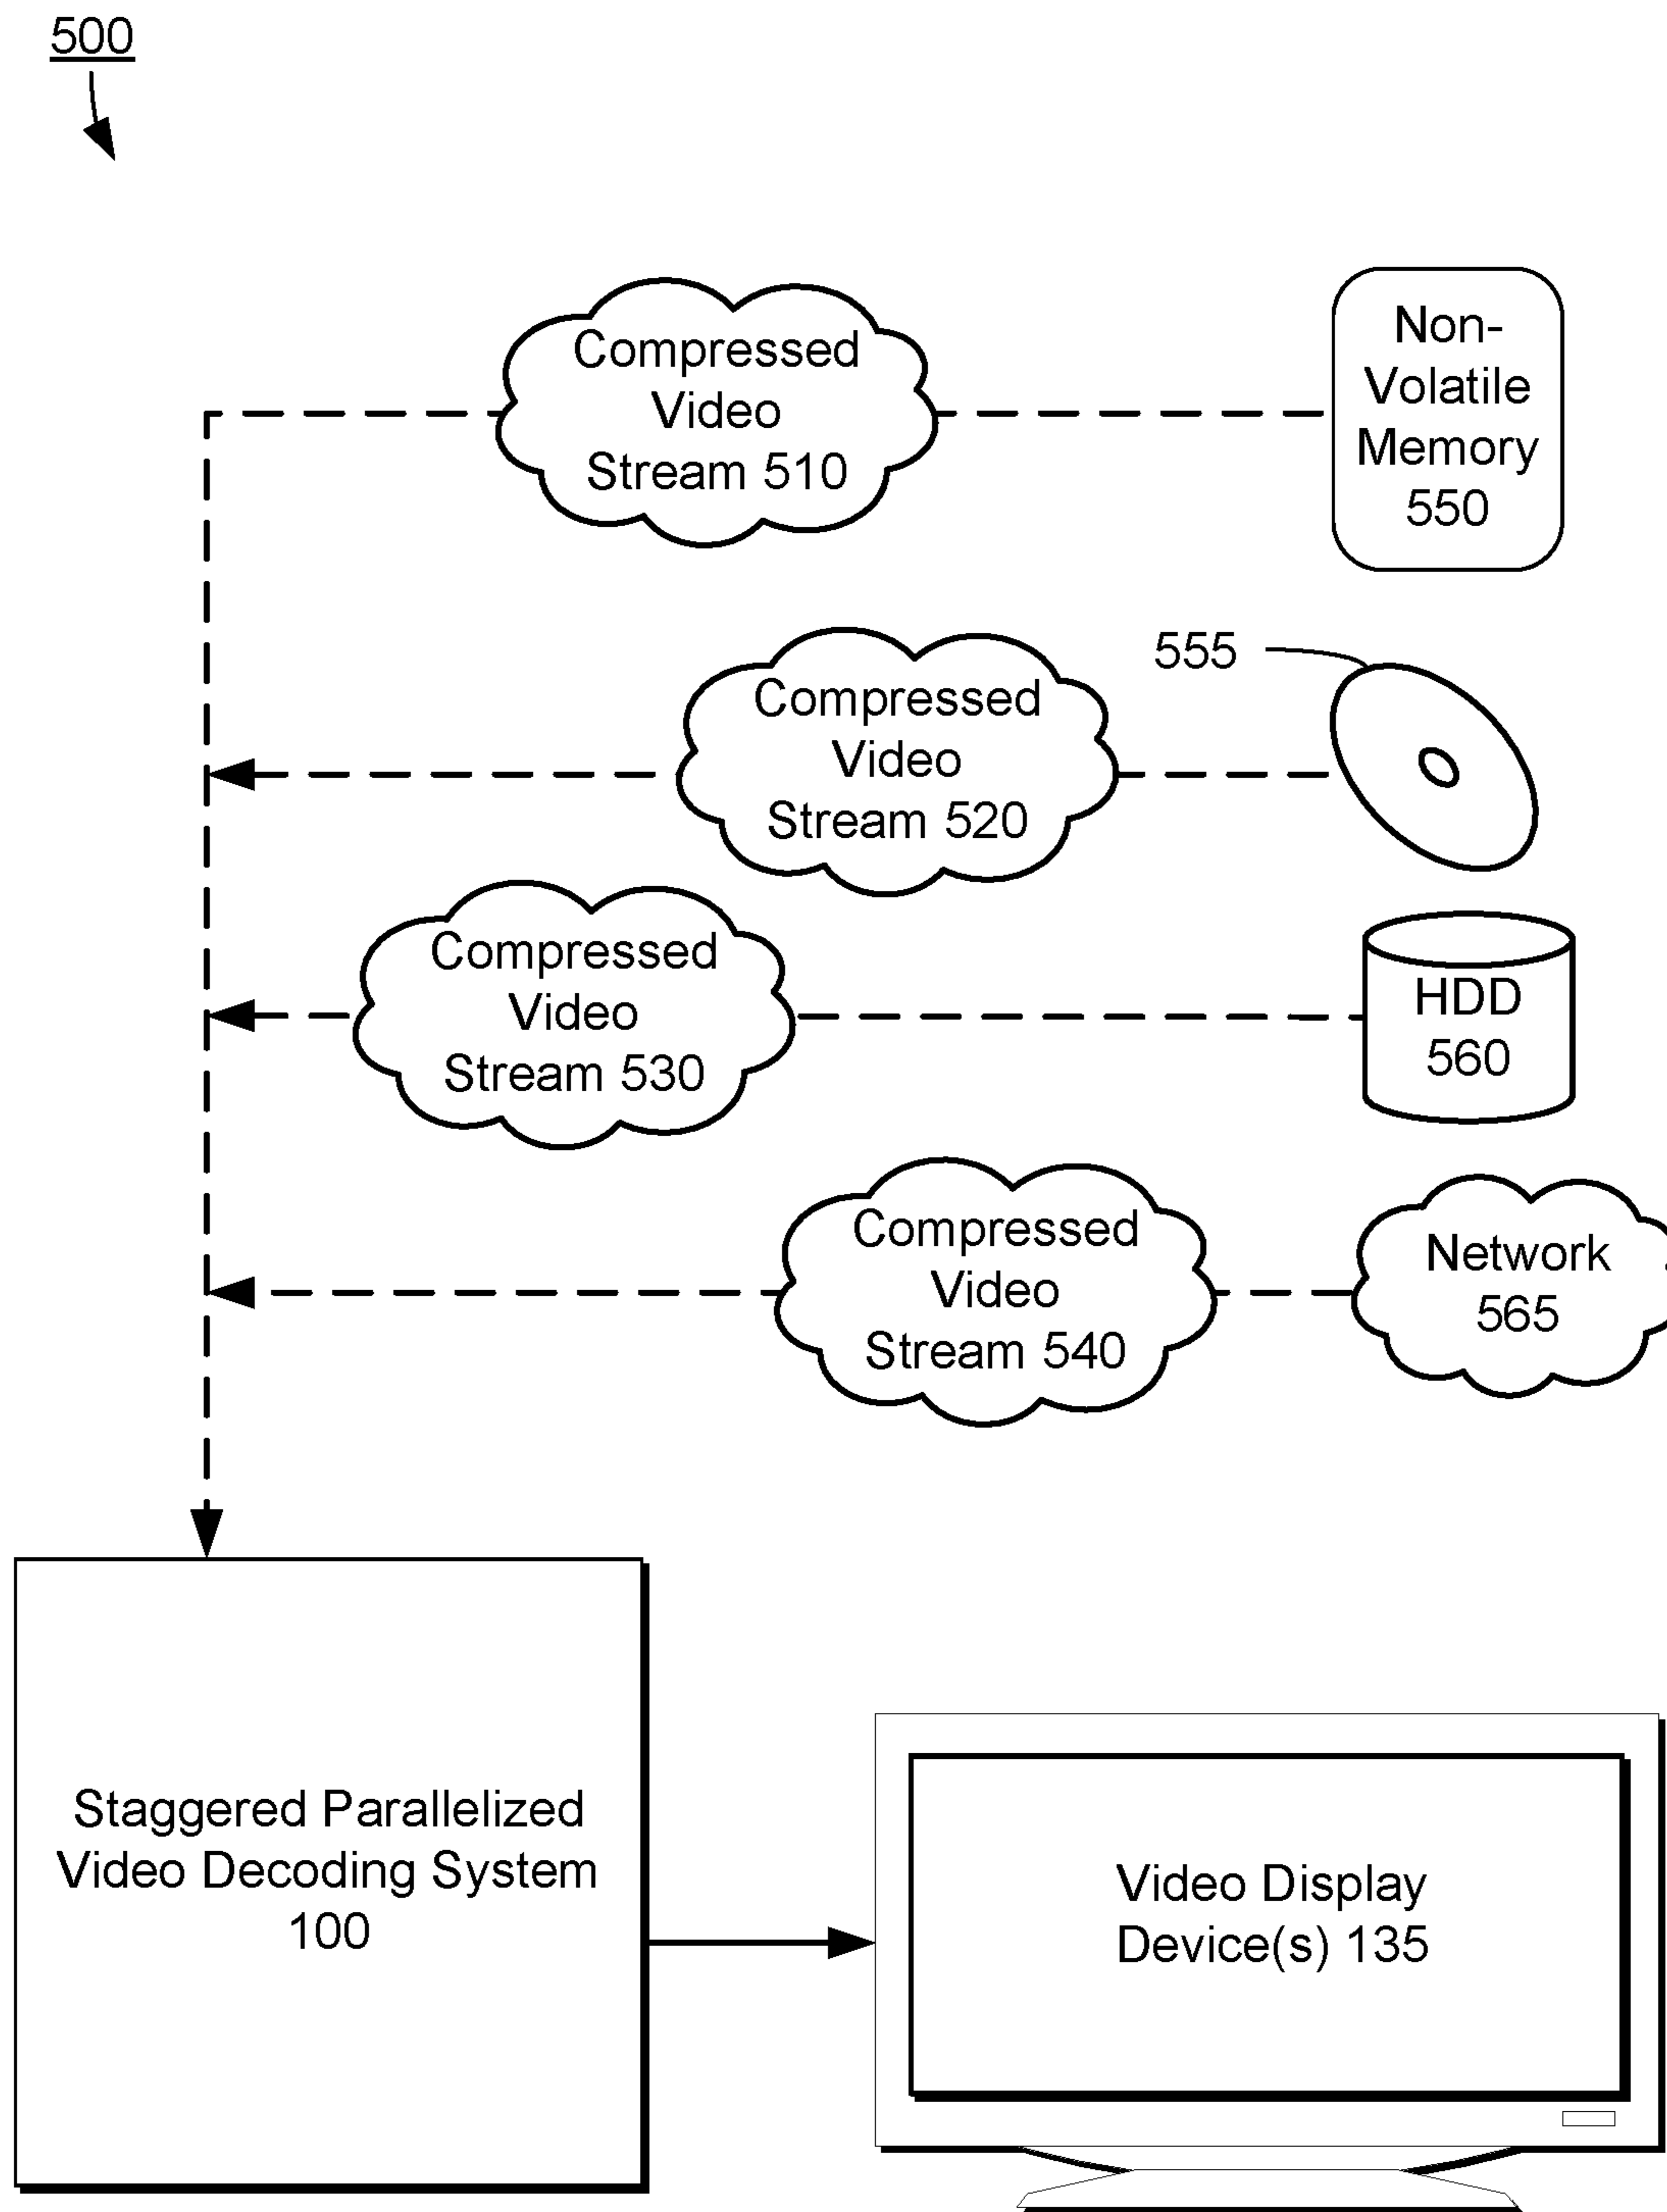 500
Compressed
Video
Stream 510
Non-
Volatile
Memory
550
555
Compressed
Video
Stream 520
Compressed
Video
Stream 530
HDD
560
Compressed
Video
Stream 540
Network
565
Staggered Parallelized
Video Decoding System
100
Video Display
Device(s) 135